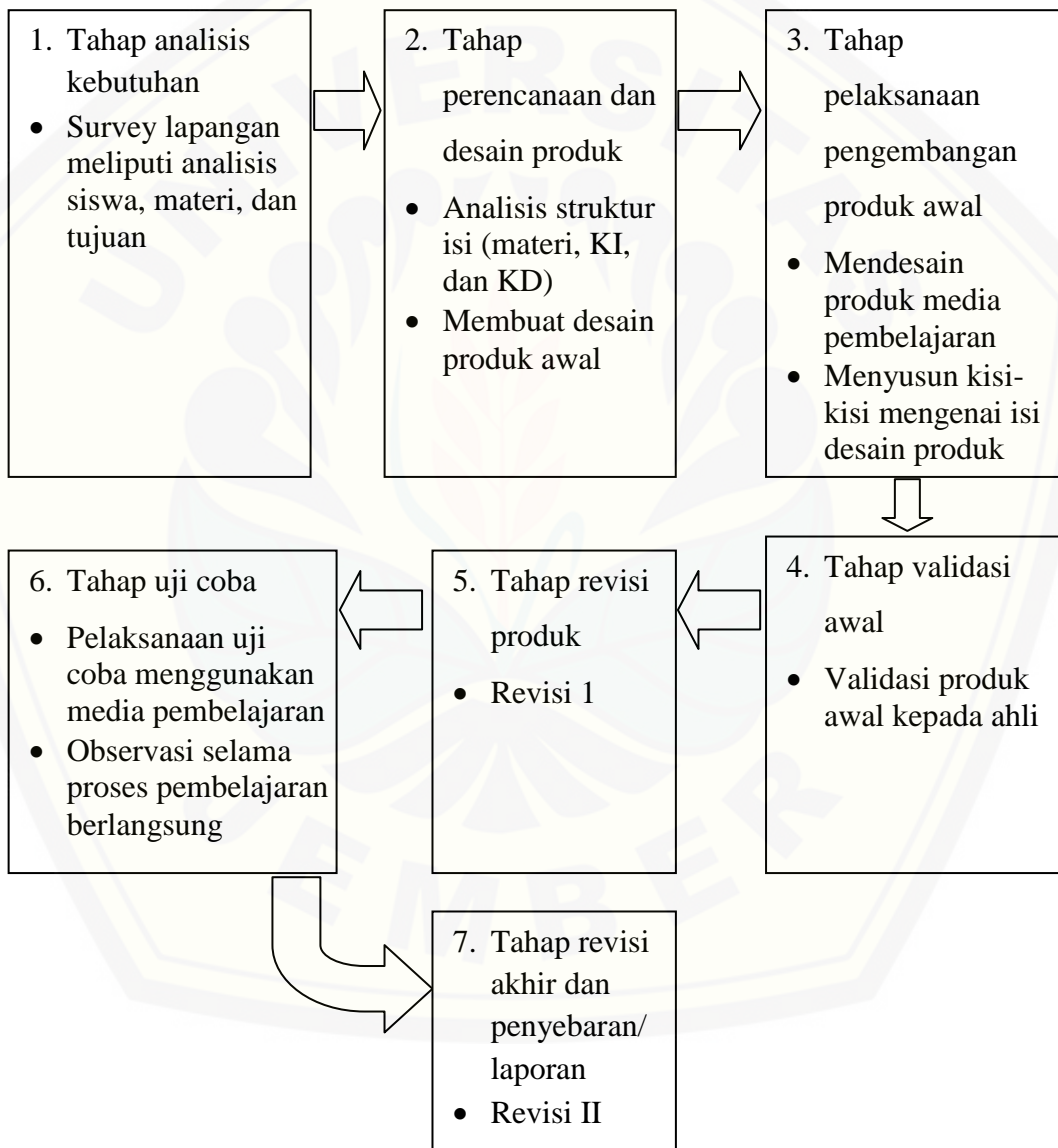 1. Tahap analisis
kebutuhan
• Survey lapangan
meliputi analisis
siswa, materi, dan
tujuan
2. Tahap
perencanaan dan
desain produk
• Analisis struktur
isi (materi, KI,
dan KD)
• Membuat desain
produk awal
3. Tahap
pelaksanaan
pengembangan
produk awal
• Mendesain
produk media
pembelajaran
• Menyusun kisi-
kisi mengenai isi
desain produk
4. Tahap validasi
awal
• Validasi produk
awal kepada ahli
5. Tahap revisi
produk
• Revisi 1
6. Tahap uji coba
• Pelaksanaan uji
coba menggunakan
media pembelajaran
• Observasi selama
proses pembelajaran
berlangsung
7. Tahap revisi
akhir dan
penyebaran/
laporan
• Revisi II
UNIVERSITAS
JEMBER